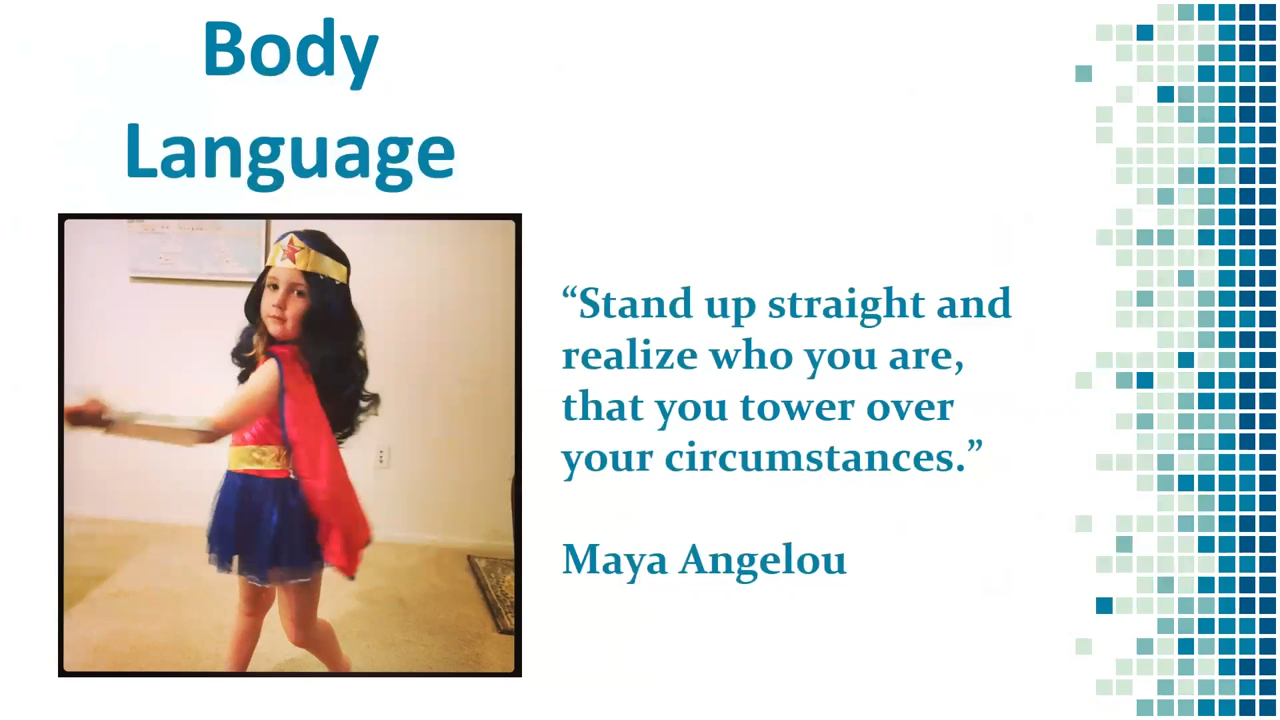 Body
Language
“Stand up straight and
realize who you are,
that you tower over
your circumstances.”
Maya Angelou